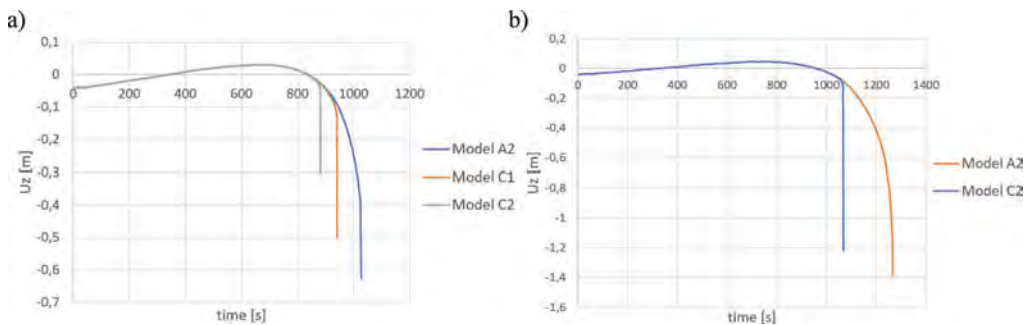 a)
0,1
0
0 200 400 600 800 1000 1200
-0,1
-0,2
-0,3
-0,4
-0,5
-0,6
-0,7
Uz [m]
time [s]
Model A2
Model C1
Model C2
b)
0,2
0
0 200 400 600 800 1000 1200 1400
-0,2
-0,4
-0,6
-0,8
-1
-1,2
-1,4
-1,6
Uz [m]
time [s]
Model A2
Model C2